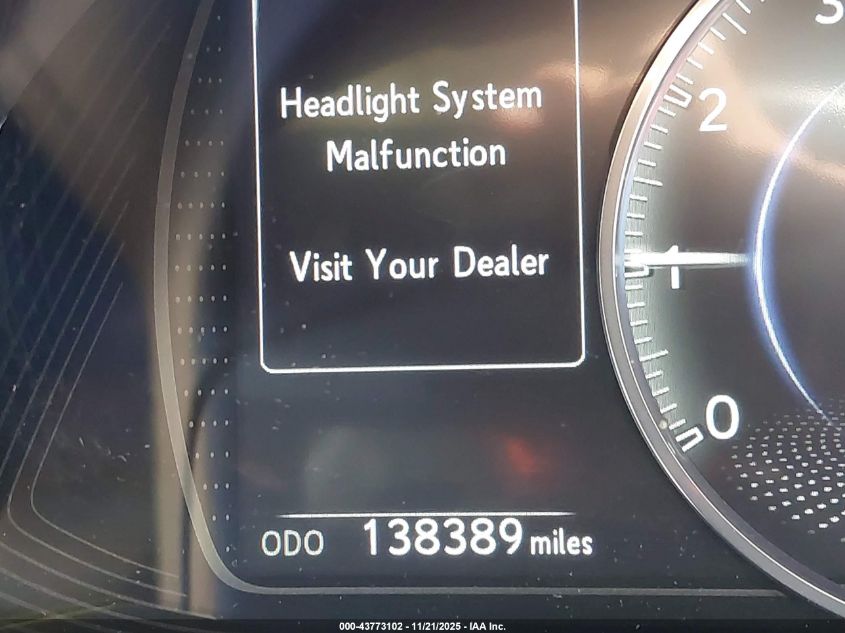 Headlight System
Malfunction
Visit Your Dealer
3
2
1
0
ODO 138389 miles
000-43773102 - 11/21/2025 - IAA Inc.